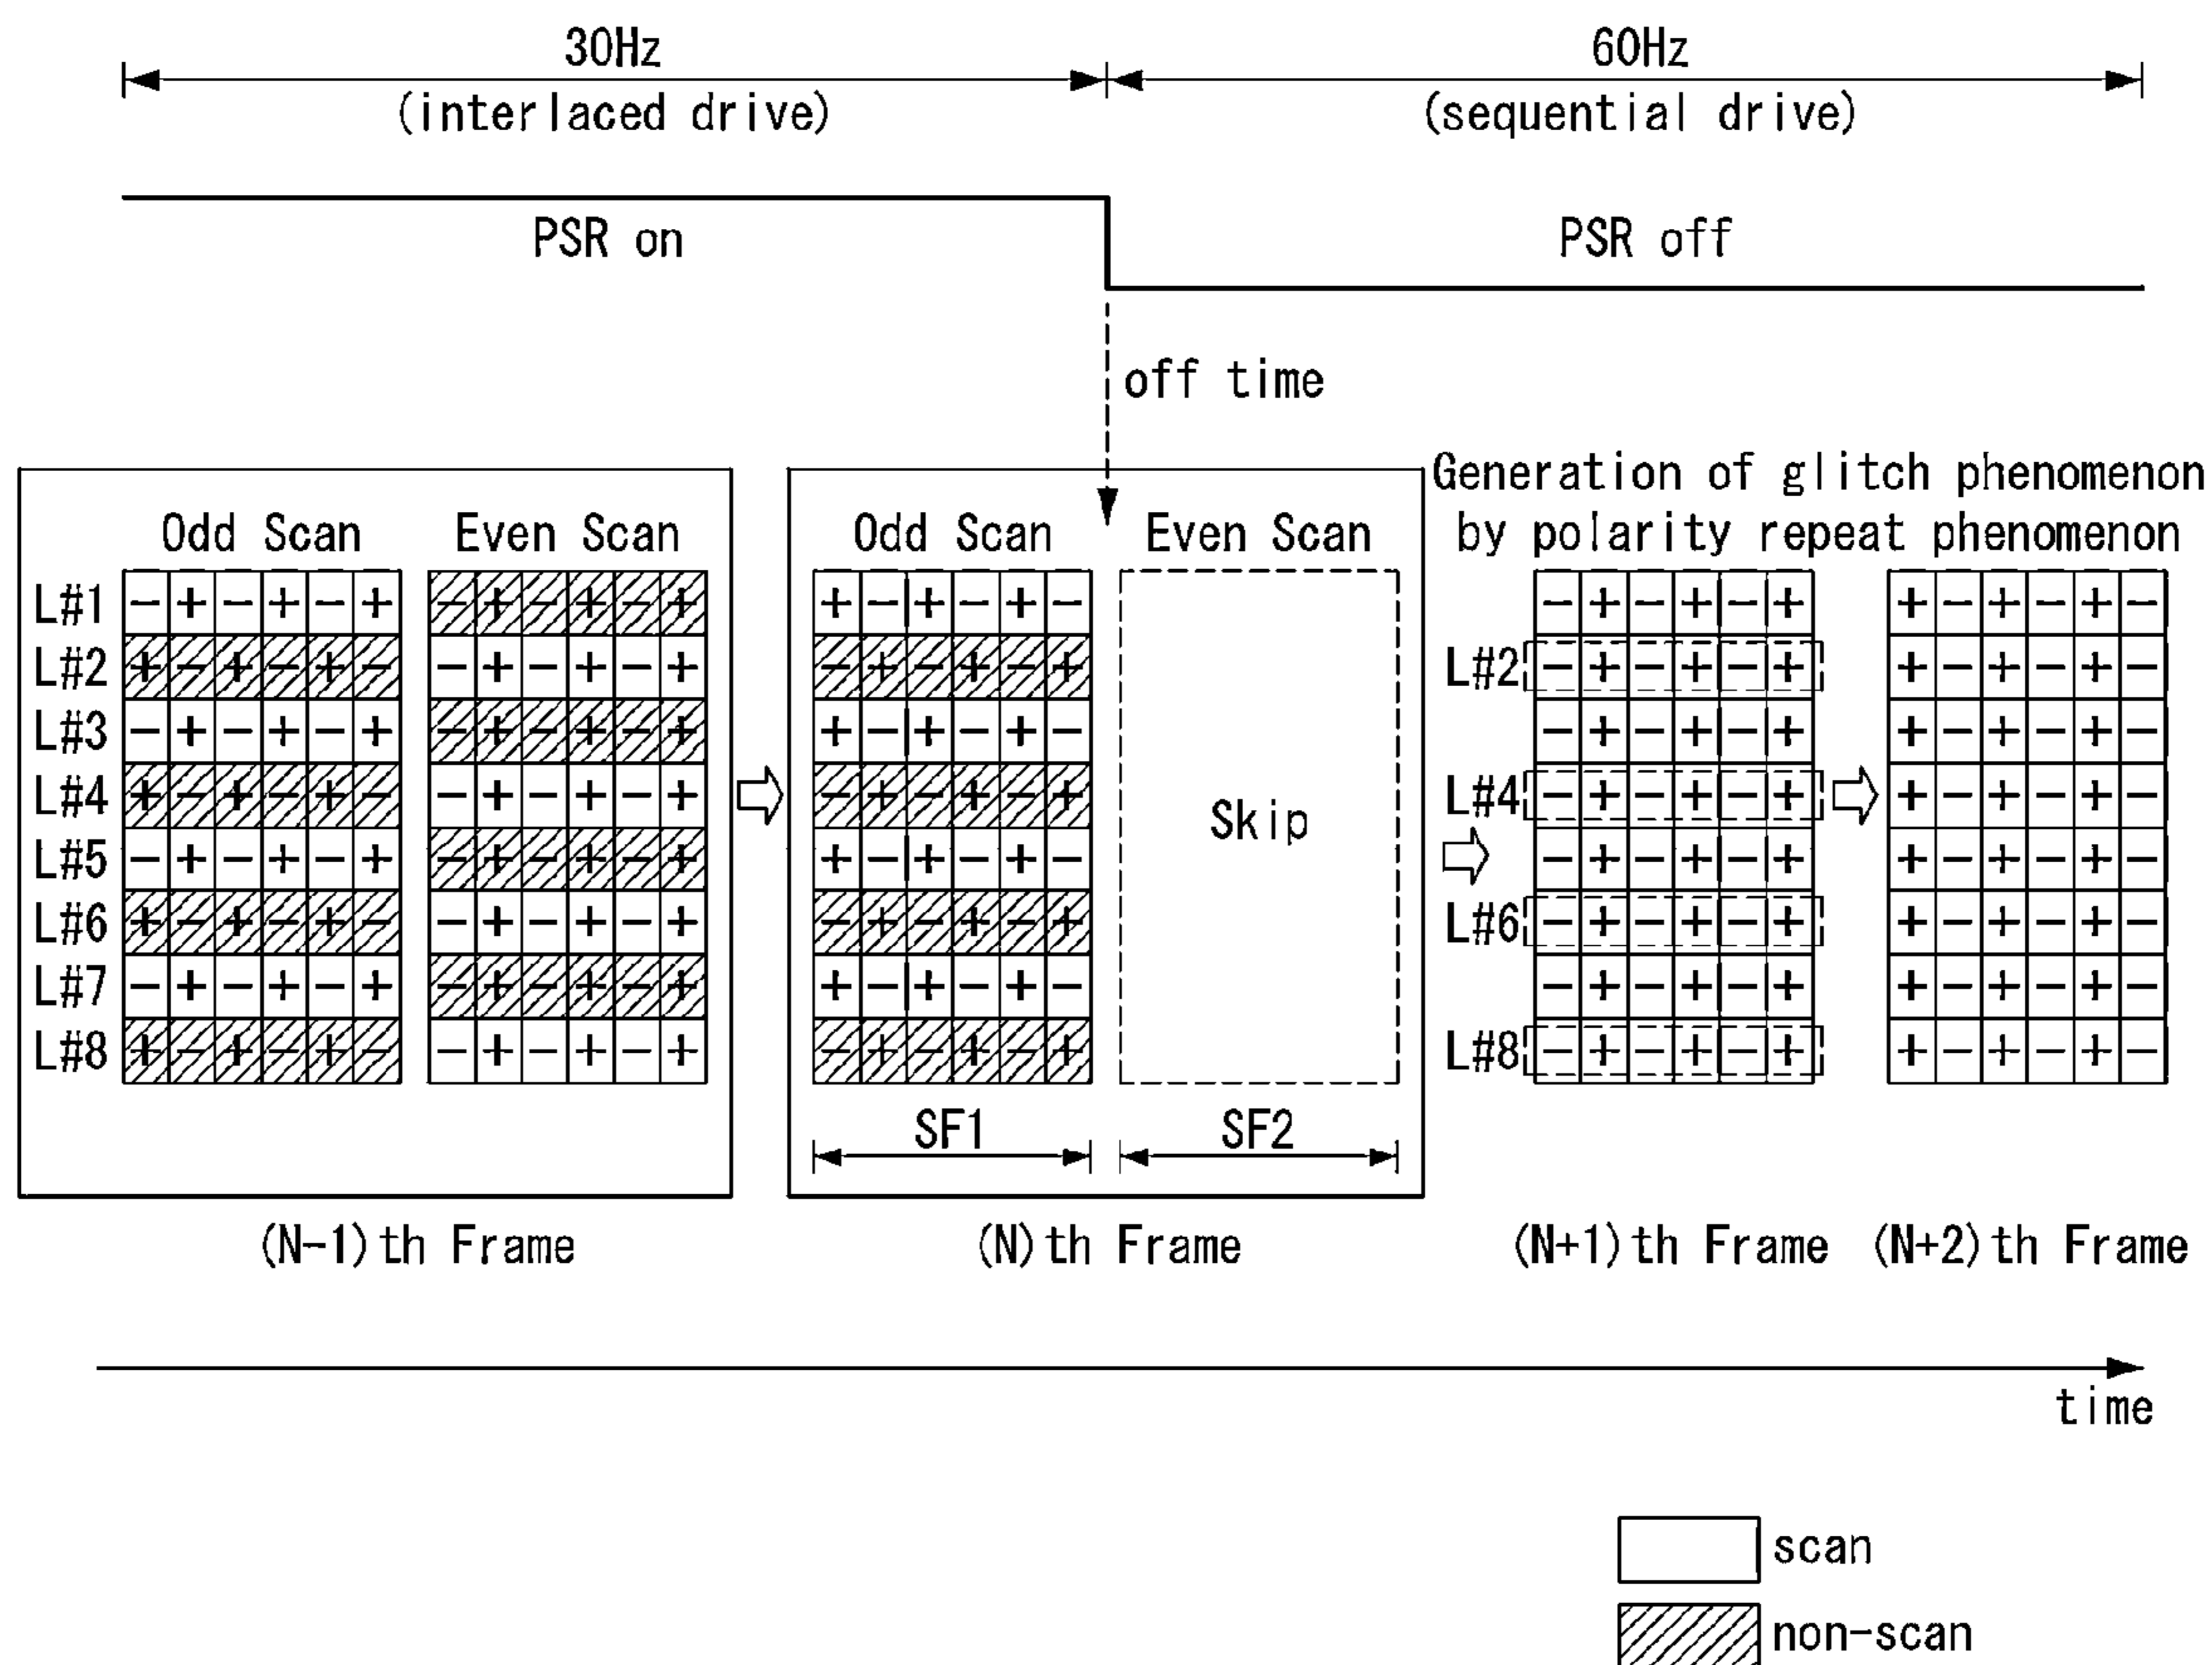 30Hz
(interlaced drive)
60Hz
(sequential drive)
PSR on
PSR off
off time
Generation of glitch phenomenon
by polarity repeat phenomenon
Odd Scan
Even Scan
Odd Scan
Even Scan
L#1 - + - + - + - + - + - + + - + - + - - + - + - + + - + - + -
L#2 + - + - + - - + - + - + - + - + - + L#2 - + - + - + + - + - + -
L#3 - + - + - + - + - + - + + - + - + - - + - + - + + - + - + -
L#4 + - + - + - - + - + - + - + - + - + Skip L#4 - + - + - + + - + - + -
L#5 - + - + - + - + - + - + + - + - + - - + - + - + + - + - + -
L#6 + - + - + - - + - + - + - + - + - + L#6 - + - + - + + - + - + -
L#7 - + - + - + - + - + - + + - + - + - - + - + - + + - + - + -
L#8 + - + - + - - + - + - + - + - + - + L#8 - + - + - + + - + - + -
SF1
SF2
(N-1)th Frame
(N)th Frame
(N+1)th Frame
(N+2)th Frame
time
scan
non-scan